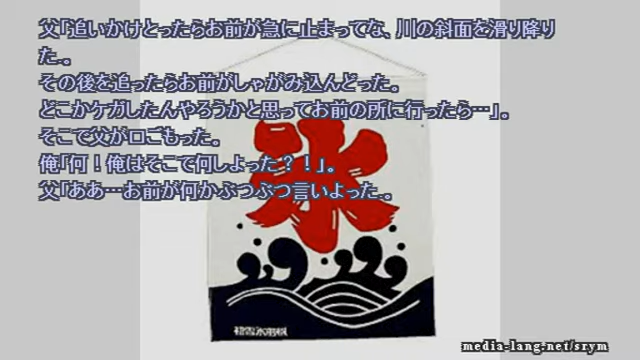 父「追いかけとったらお前が急に止まってな、川の斜面を滑り降り
た.。
その後を追ったらお前がしゃがみ込んどった。
どこかケガしたんやろうかと思ってお前の所に行ったら…」。
そこで父が口ごもった。
俺「何！俺はそこで何しよった？！」。
父「ああ…お前が何かぶつぶつ言いよった.。
氷
media-lang.net/srym